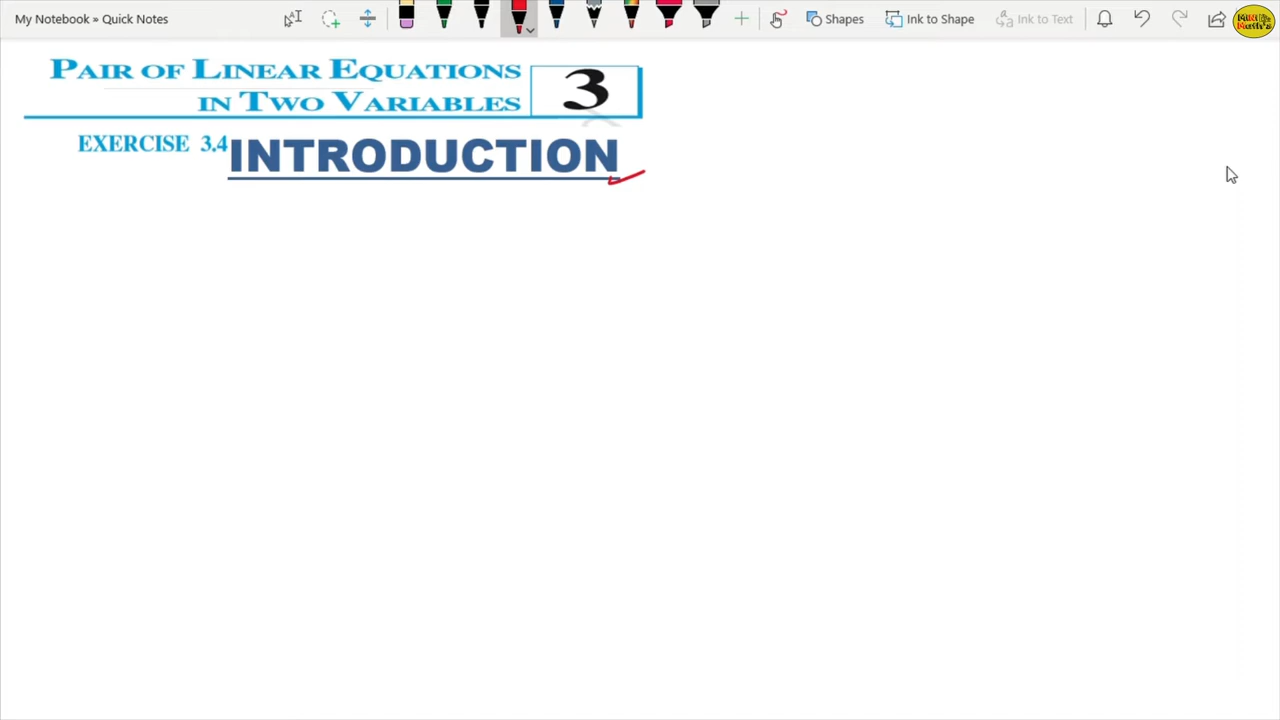 My Notebook » Quick Notes
Shapes
Ink to Shape
Ink to Text
PAIR OF LINEAR EQUATIONS
IN TWO VARIABLES
3
EXERCISE 3.4
INTRODUCTION